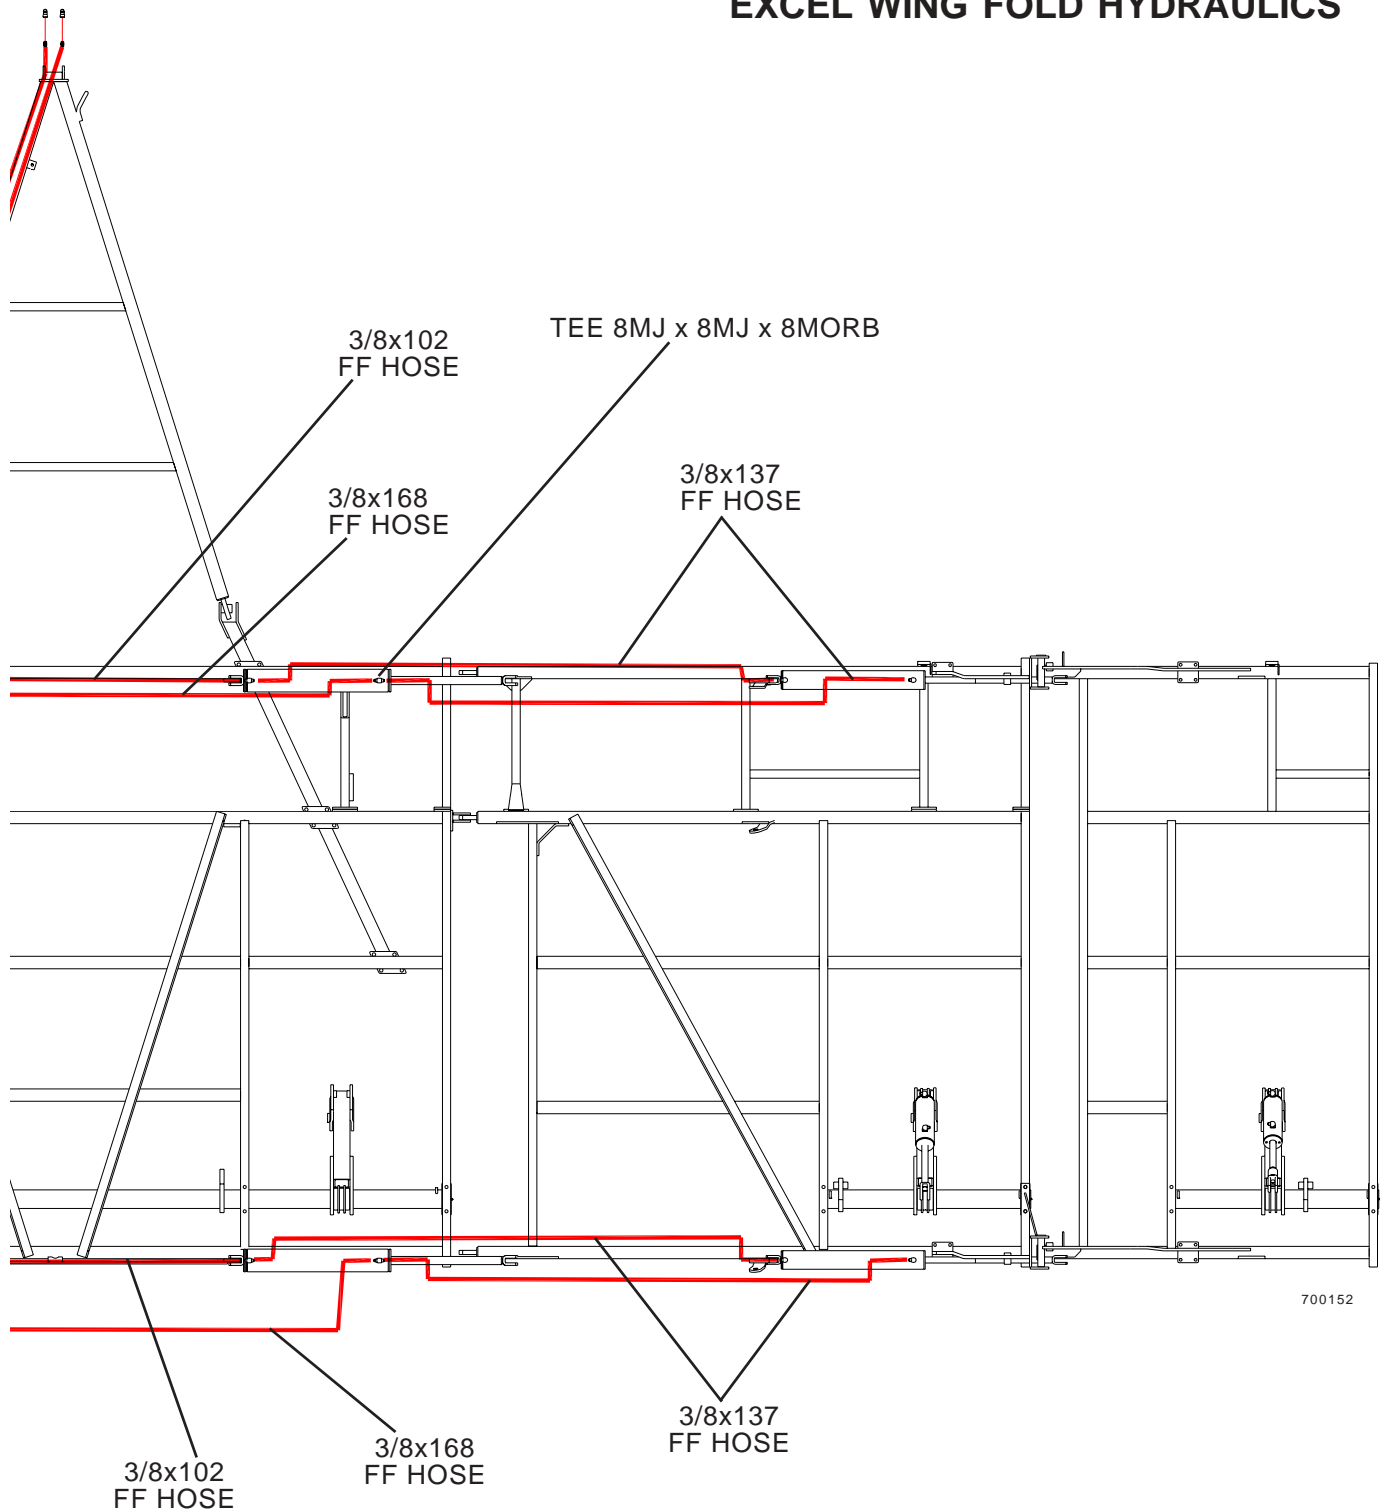 EXCEL WING FOLD HYDRAULICS
3/8x102
FF HOSE
TEE 8MJ x 8MJ x 8MORB
3/8x168
FF HOSE
3/8x137
FF HOSE
700152
3/8x137
FF HOSE
3/8x168
FF HOSE
3/8x102
FF HOSE